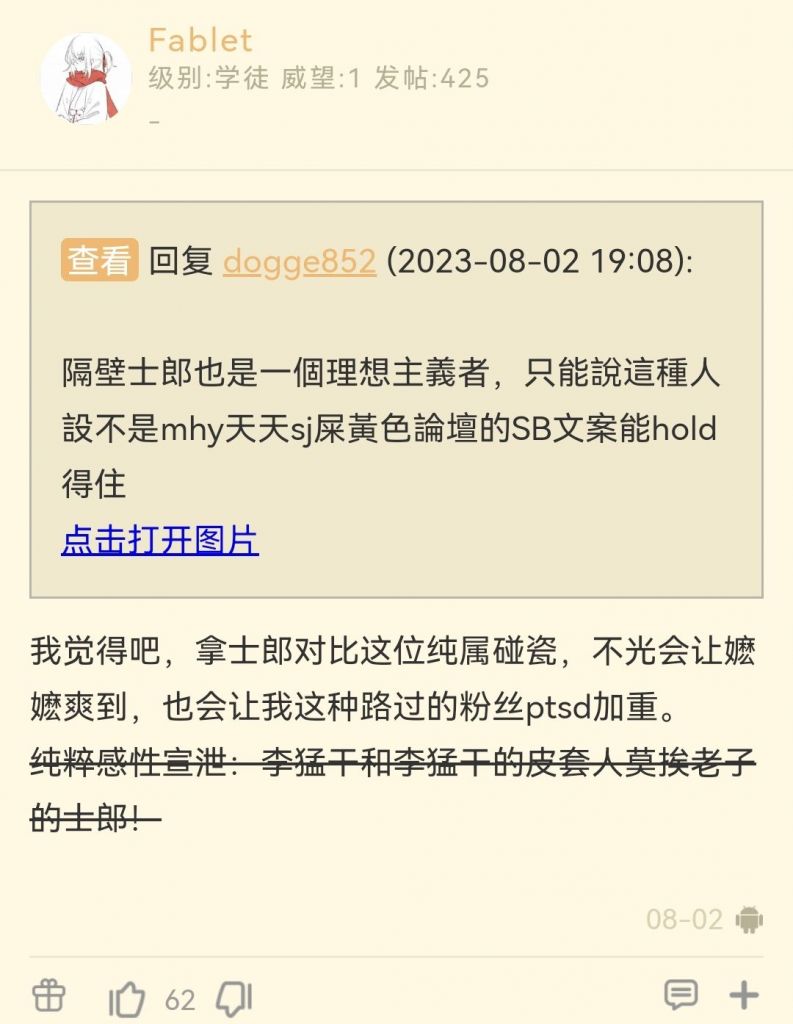 Fablet
级别:学徒 威望:1 发帖:425
-
查看 回复 dogge852 (2023-08-02 19:08):
隔壁士郎也是一個理想主義者，只能說這種人
設不是mhy天天sj屎黃色論壇的SB文案能hold
得住
点击打开图片
我觉得吧，拿士郎对比这位纯属碰瓷，不光会让嬷
嬷爽到，也会让我这种路过的粉丝ptsd加重。
纯粹感性宣泄：李猛干和李猛干的皮套人莫挨老子
的士郎！
08-02
62